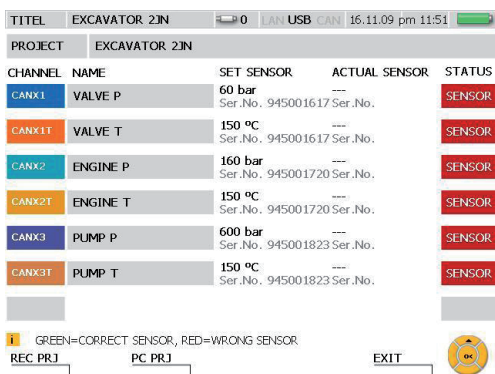 TITEL EXCAVATOR 2JN 0 LAN USB CAN 16.11.09 pm 11:51
PROJECT EXCAVATOR 2JN
CHANNEL NAME SET SENSOR ACTUAL SENSOR STATUS
CANX1 VALVE P 60 bar --- SENSOR
Ser.No. 945001617 Ser.No.
CANX1T VALVE T 150 ºC --- SENSOR
Ser.No. 945001617 Ser.No.
CANX2 ENGINE P 160 bar --- SENSOR
Ser.No. 945001720 Ser.No.
CANX2T ENGINE T 150 ºC --- SENSOR
Ser.No. 945001720 Ser.No.
CANX3 PUMP P 600 bar --- SENSOR
Ser.No. 945001823 Ser.No.
CANX3T PUMP T 150 ºC --- SENSOR
Ser.No. 945001823 Ser.No.
i GREEN=CORRECT SENSOR, RED=WRONG SENSOR
REC PRJ PC PRJ EXIT OK